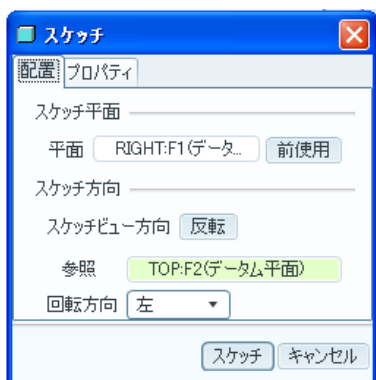 スケッチ
配置 プロパティ
スケッチ平面
平面 RIGHT:F1(データ... 前使用
スケッチ方向
スケッチビュー方向 反転
参照 TOP:F2(データム平面)
回転方向 左
スケッチ キャンセル